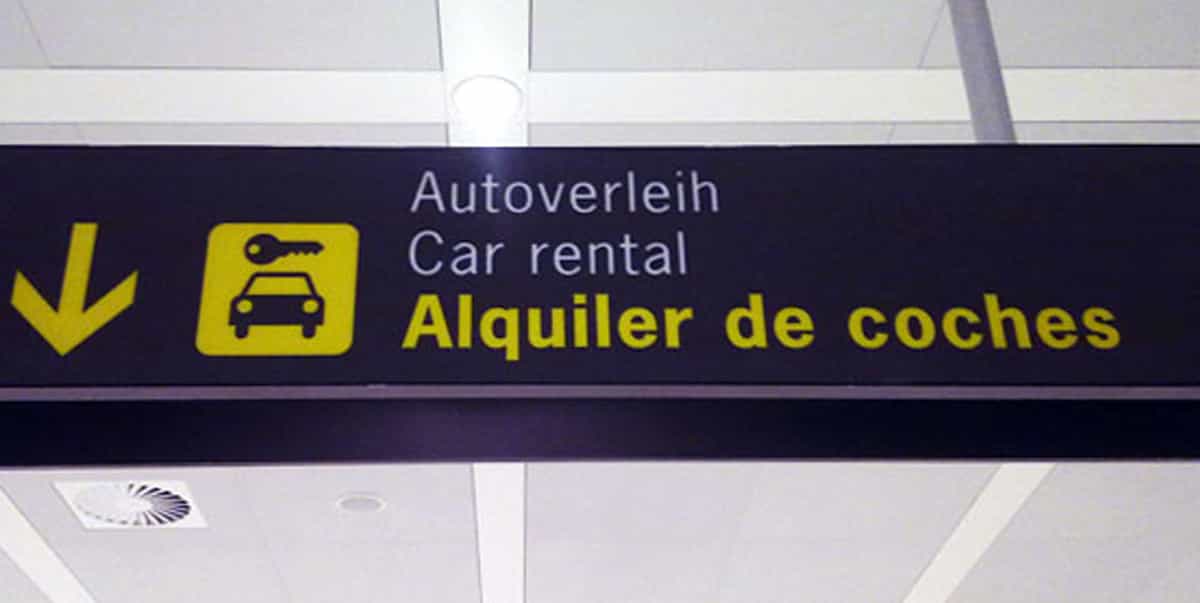 Autoverleih
Car rental
Alquiler de coches